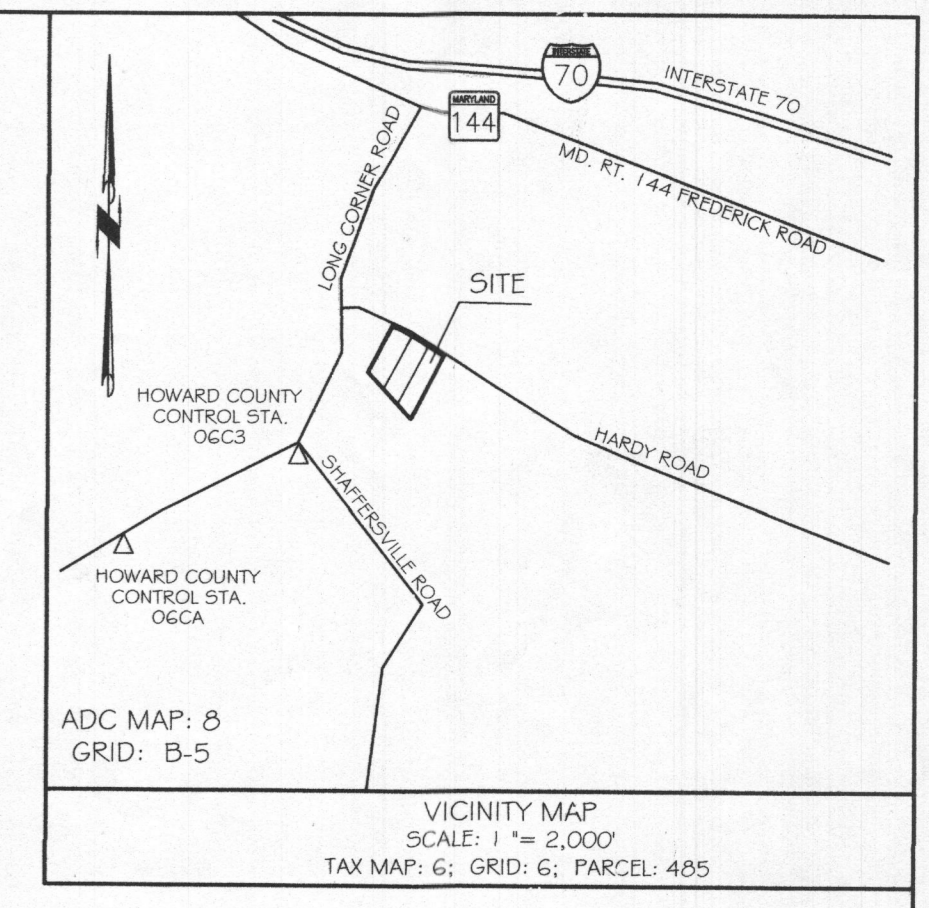 INTERSTATE
70
INTERSTATE 70
MARYLAND
144
MD. RT. 144 FREDERICK ROAD
LONG CORNER ROAD
SITE
HOWARD COUNTY
CONTROL STA.
06C3
HARDY ROAD
SHAFFERSVILLE ROAD
HOWARD COUNTY
CONTROL STA.
06CA
ADC MAP: 8
GRID: B-5
VICINITY MAP
SCALE: 1 "= 2,000'
TAX MAP: 6; GRID: 6; PARCEL: 485